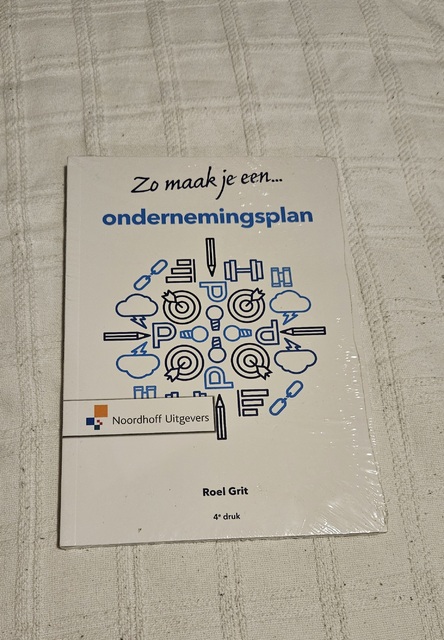 Zo maak je een...
ondernemingsplan
P
P P
P
Noordhoff Uitgevers
Roel Grit
4e druk